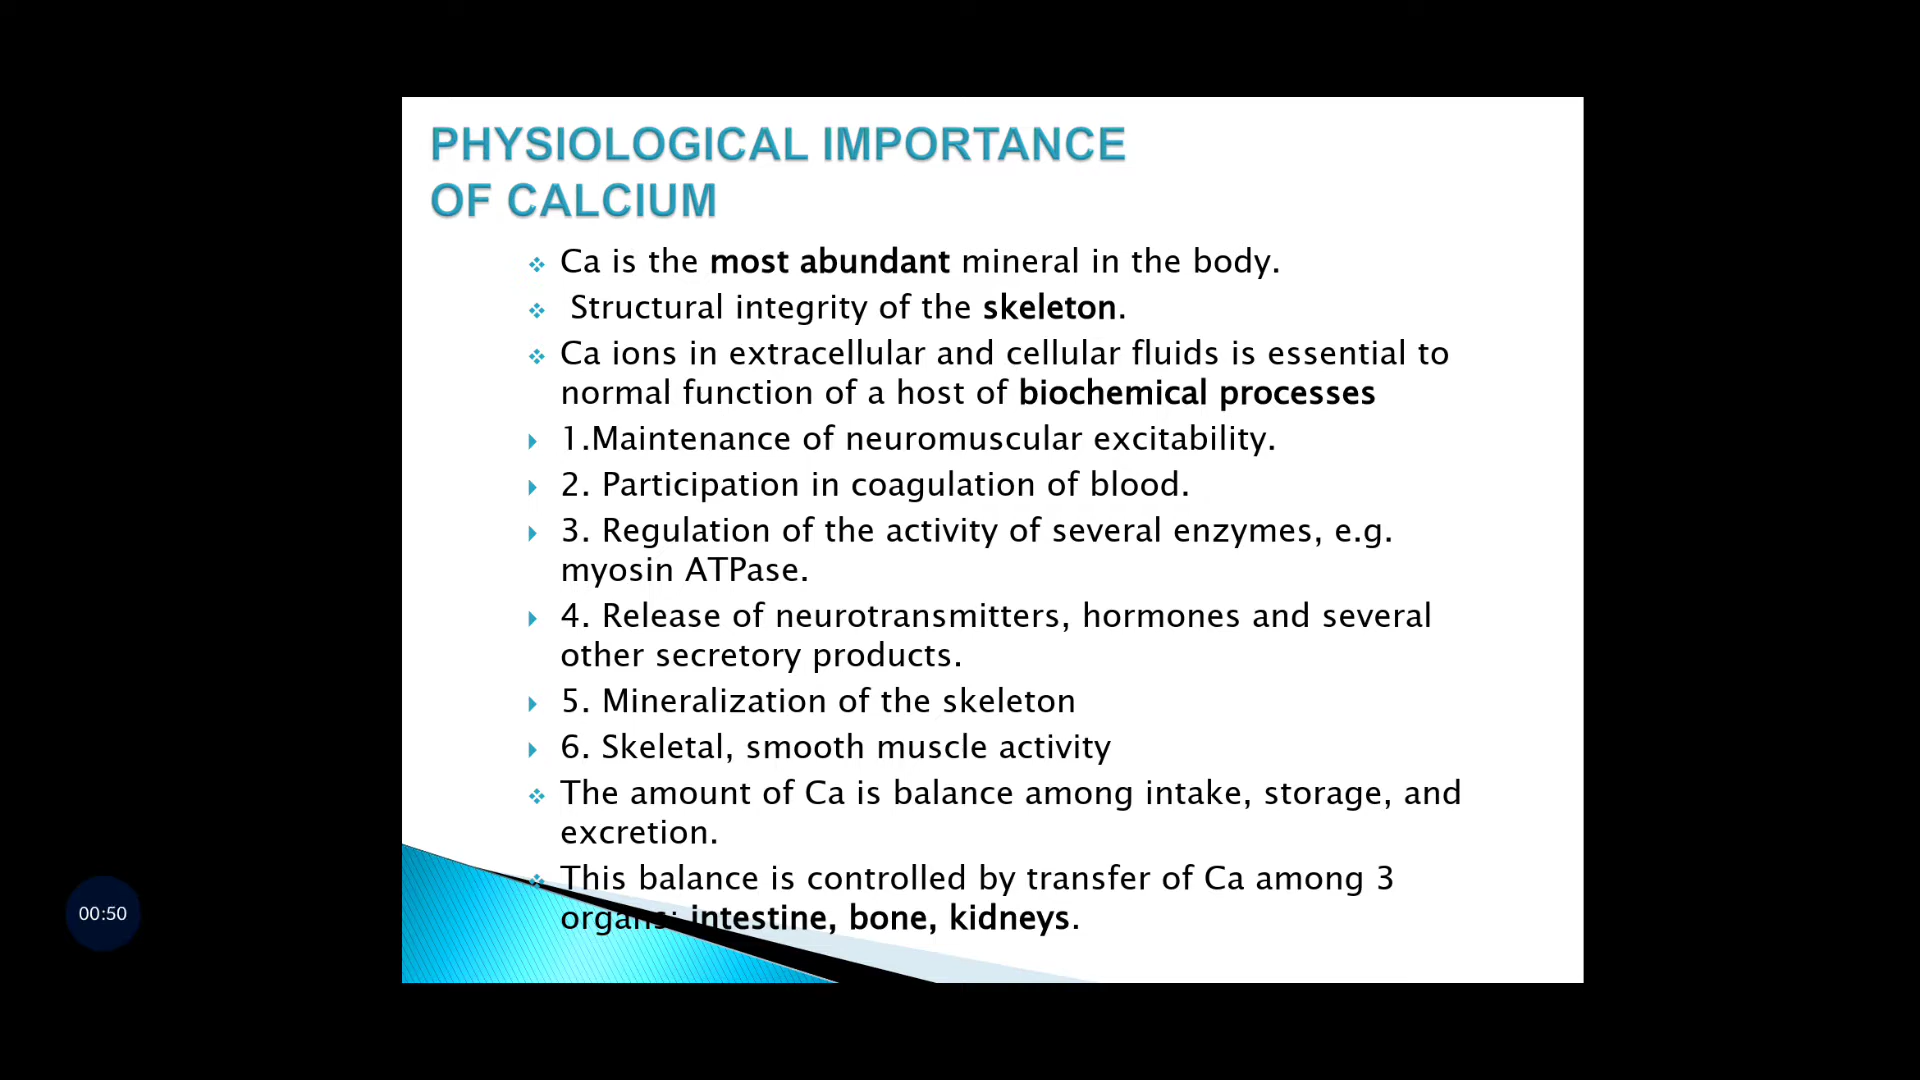 PHYSIOLOGICAL IMPORTANCE
OF CALCIUM
Ca is the most abundant mineral in the body.
Structural integrity of the skeleton.
Ca ions in extracellular and cellular fluids is essential to
normal function of a host of biochemical processes
1.Maintenance of neuromuscular excitability.
2. Participation in coagulation of blood.
3. Regulation of the activity of several enzymes, e.g.
myosin ATPase.
4. Release of neurotransmitters, hormones and several
other secretory products.
5. Mineralization of the skeleton
6. Skeletal, smooth muscle activity
The amount of Ca is balance among intake, storage, and
excretion.
This balance is controlled by transfer of Ca among 3
organs: intestine, bone, kidneys.
00:50